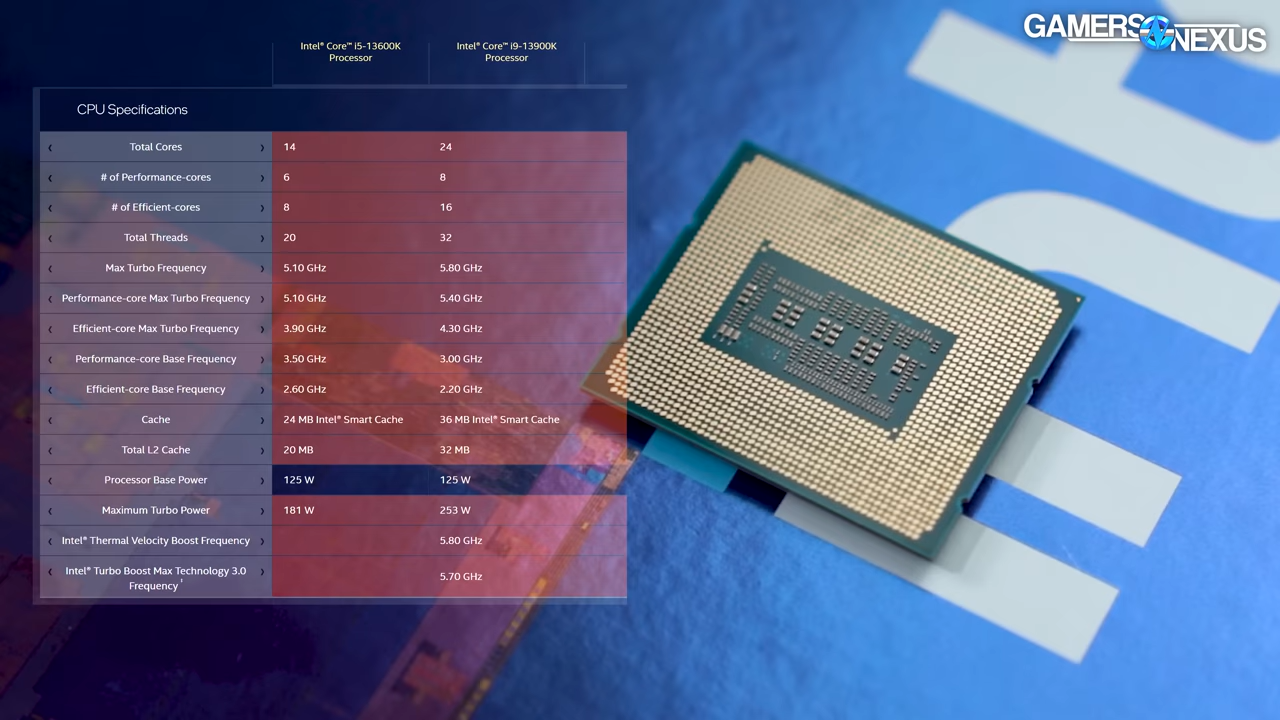 GAMERS NEXUS
Intel® Core™ i5-13600K Processor
Intel® Core™ i9-13900K Processor
CPU Specifications
Total Cores 14 24
# of Performance-cores 6 8
# of Efficient-cores 8 16
Total Threads 20 32
Max Turbo Frequency 5.10 GHz 5.80 GHz
Performance-core Max Turbo Frequency 5.10 GHz 5.40 GHz
Efficient-core Max Turbo Frequency 3.90 GHz 4.30 GHz
Performance-core Base Frequency 3.50 GHz 3.00 GHz
Efficient-core Base Frequency 2.60 GHz 2.20 GHz
Cache 24 MB Intel® Smart Cache 36 MB Intel® Smart Cache
Total L2 Cache 20 MB 32 MB
Processor Base Power 125 W 125 W
Maximum Turbo Power 181 W 253 W
Intel® Thermal Velocity Boost Frequency 5.80 GHz
Intel® Turbo Boost Max Technology 3.0 Frequency 5.70 GHz